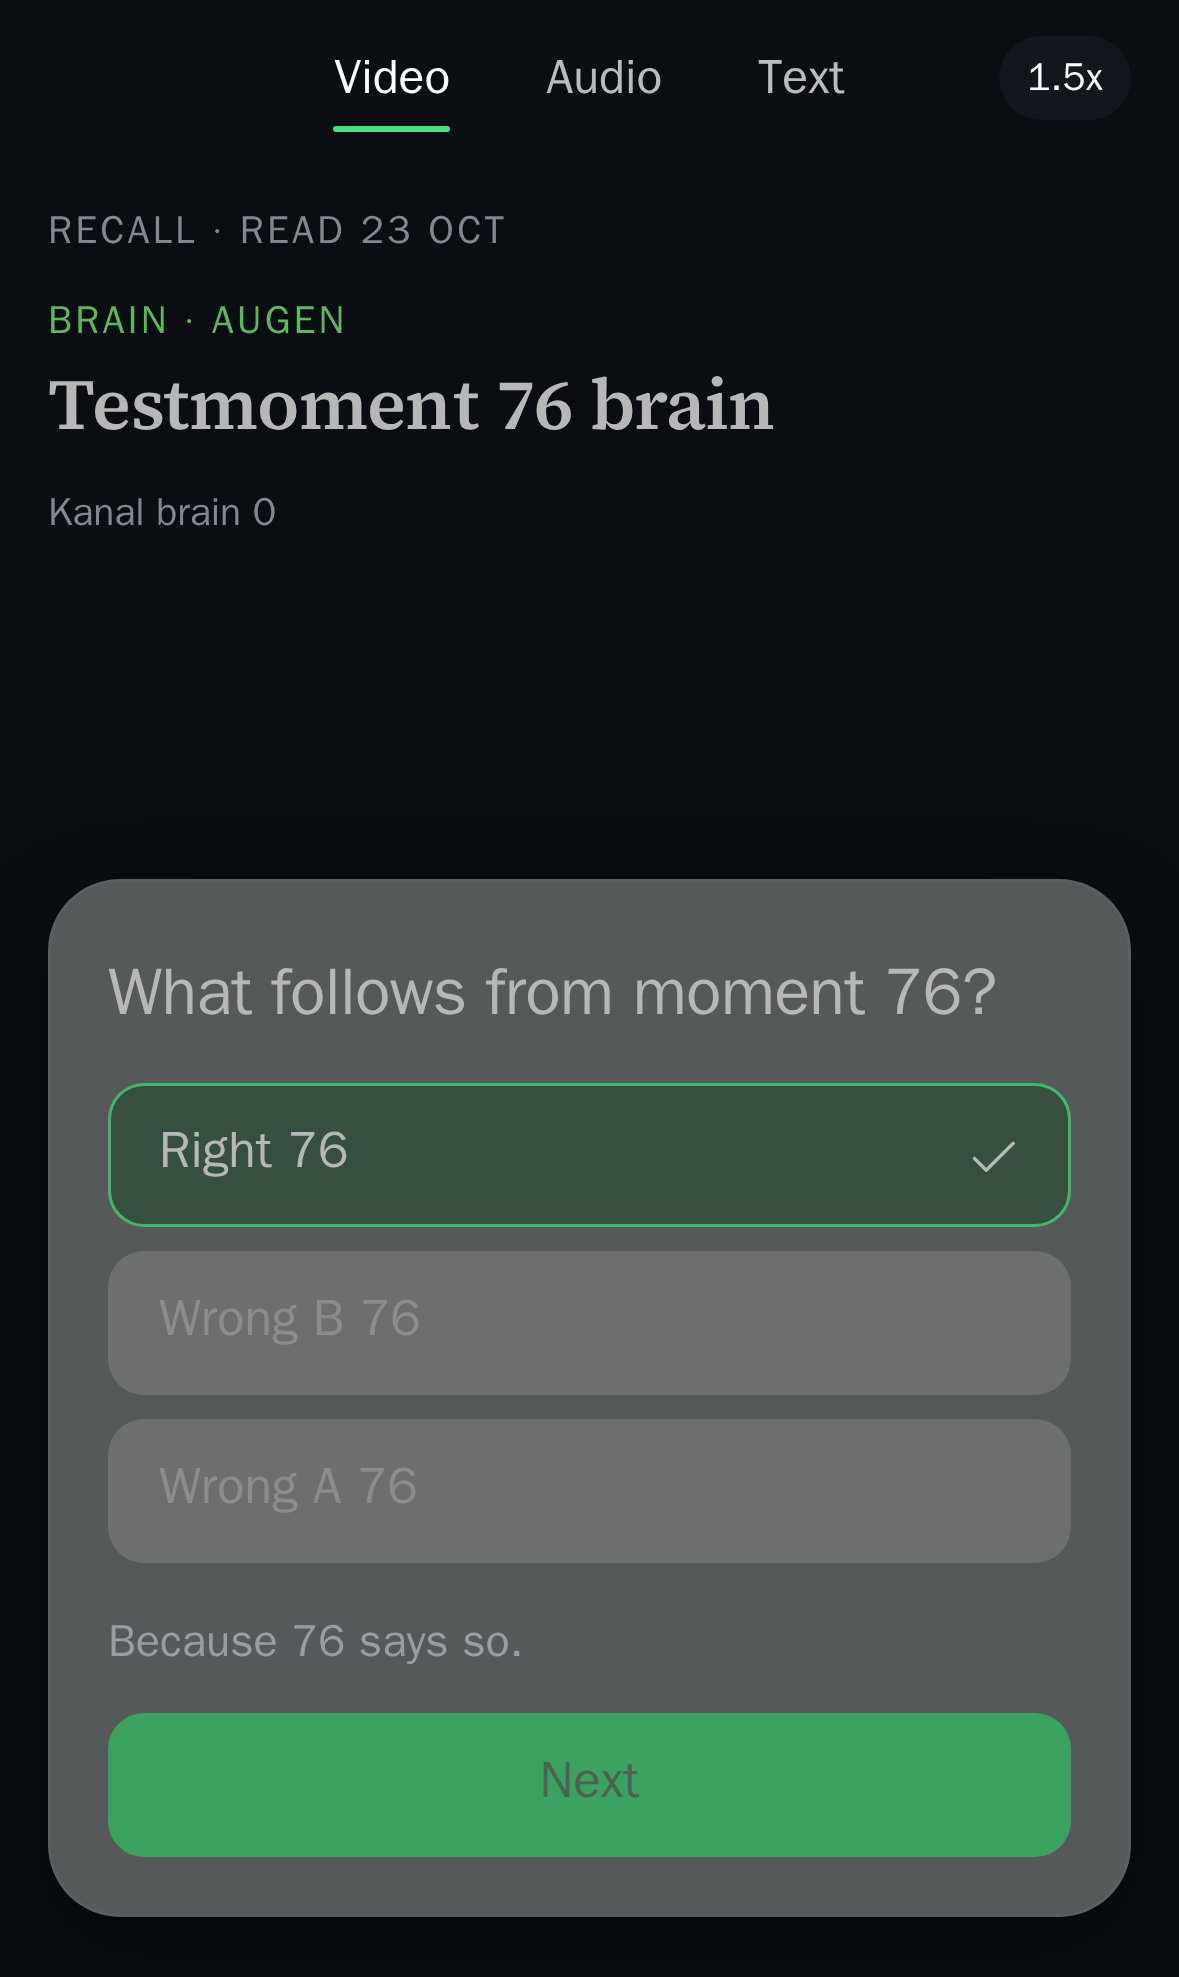 Video Audio Text 1.5x
RECALL · READ 23 OCT
BRAIN · AUGEN
Testmoment 76 brain
Kanal brain 0
What follows from moment 76?
Right 76
Wrong B 76
Wrong A 76
Because 76 says so.
Next